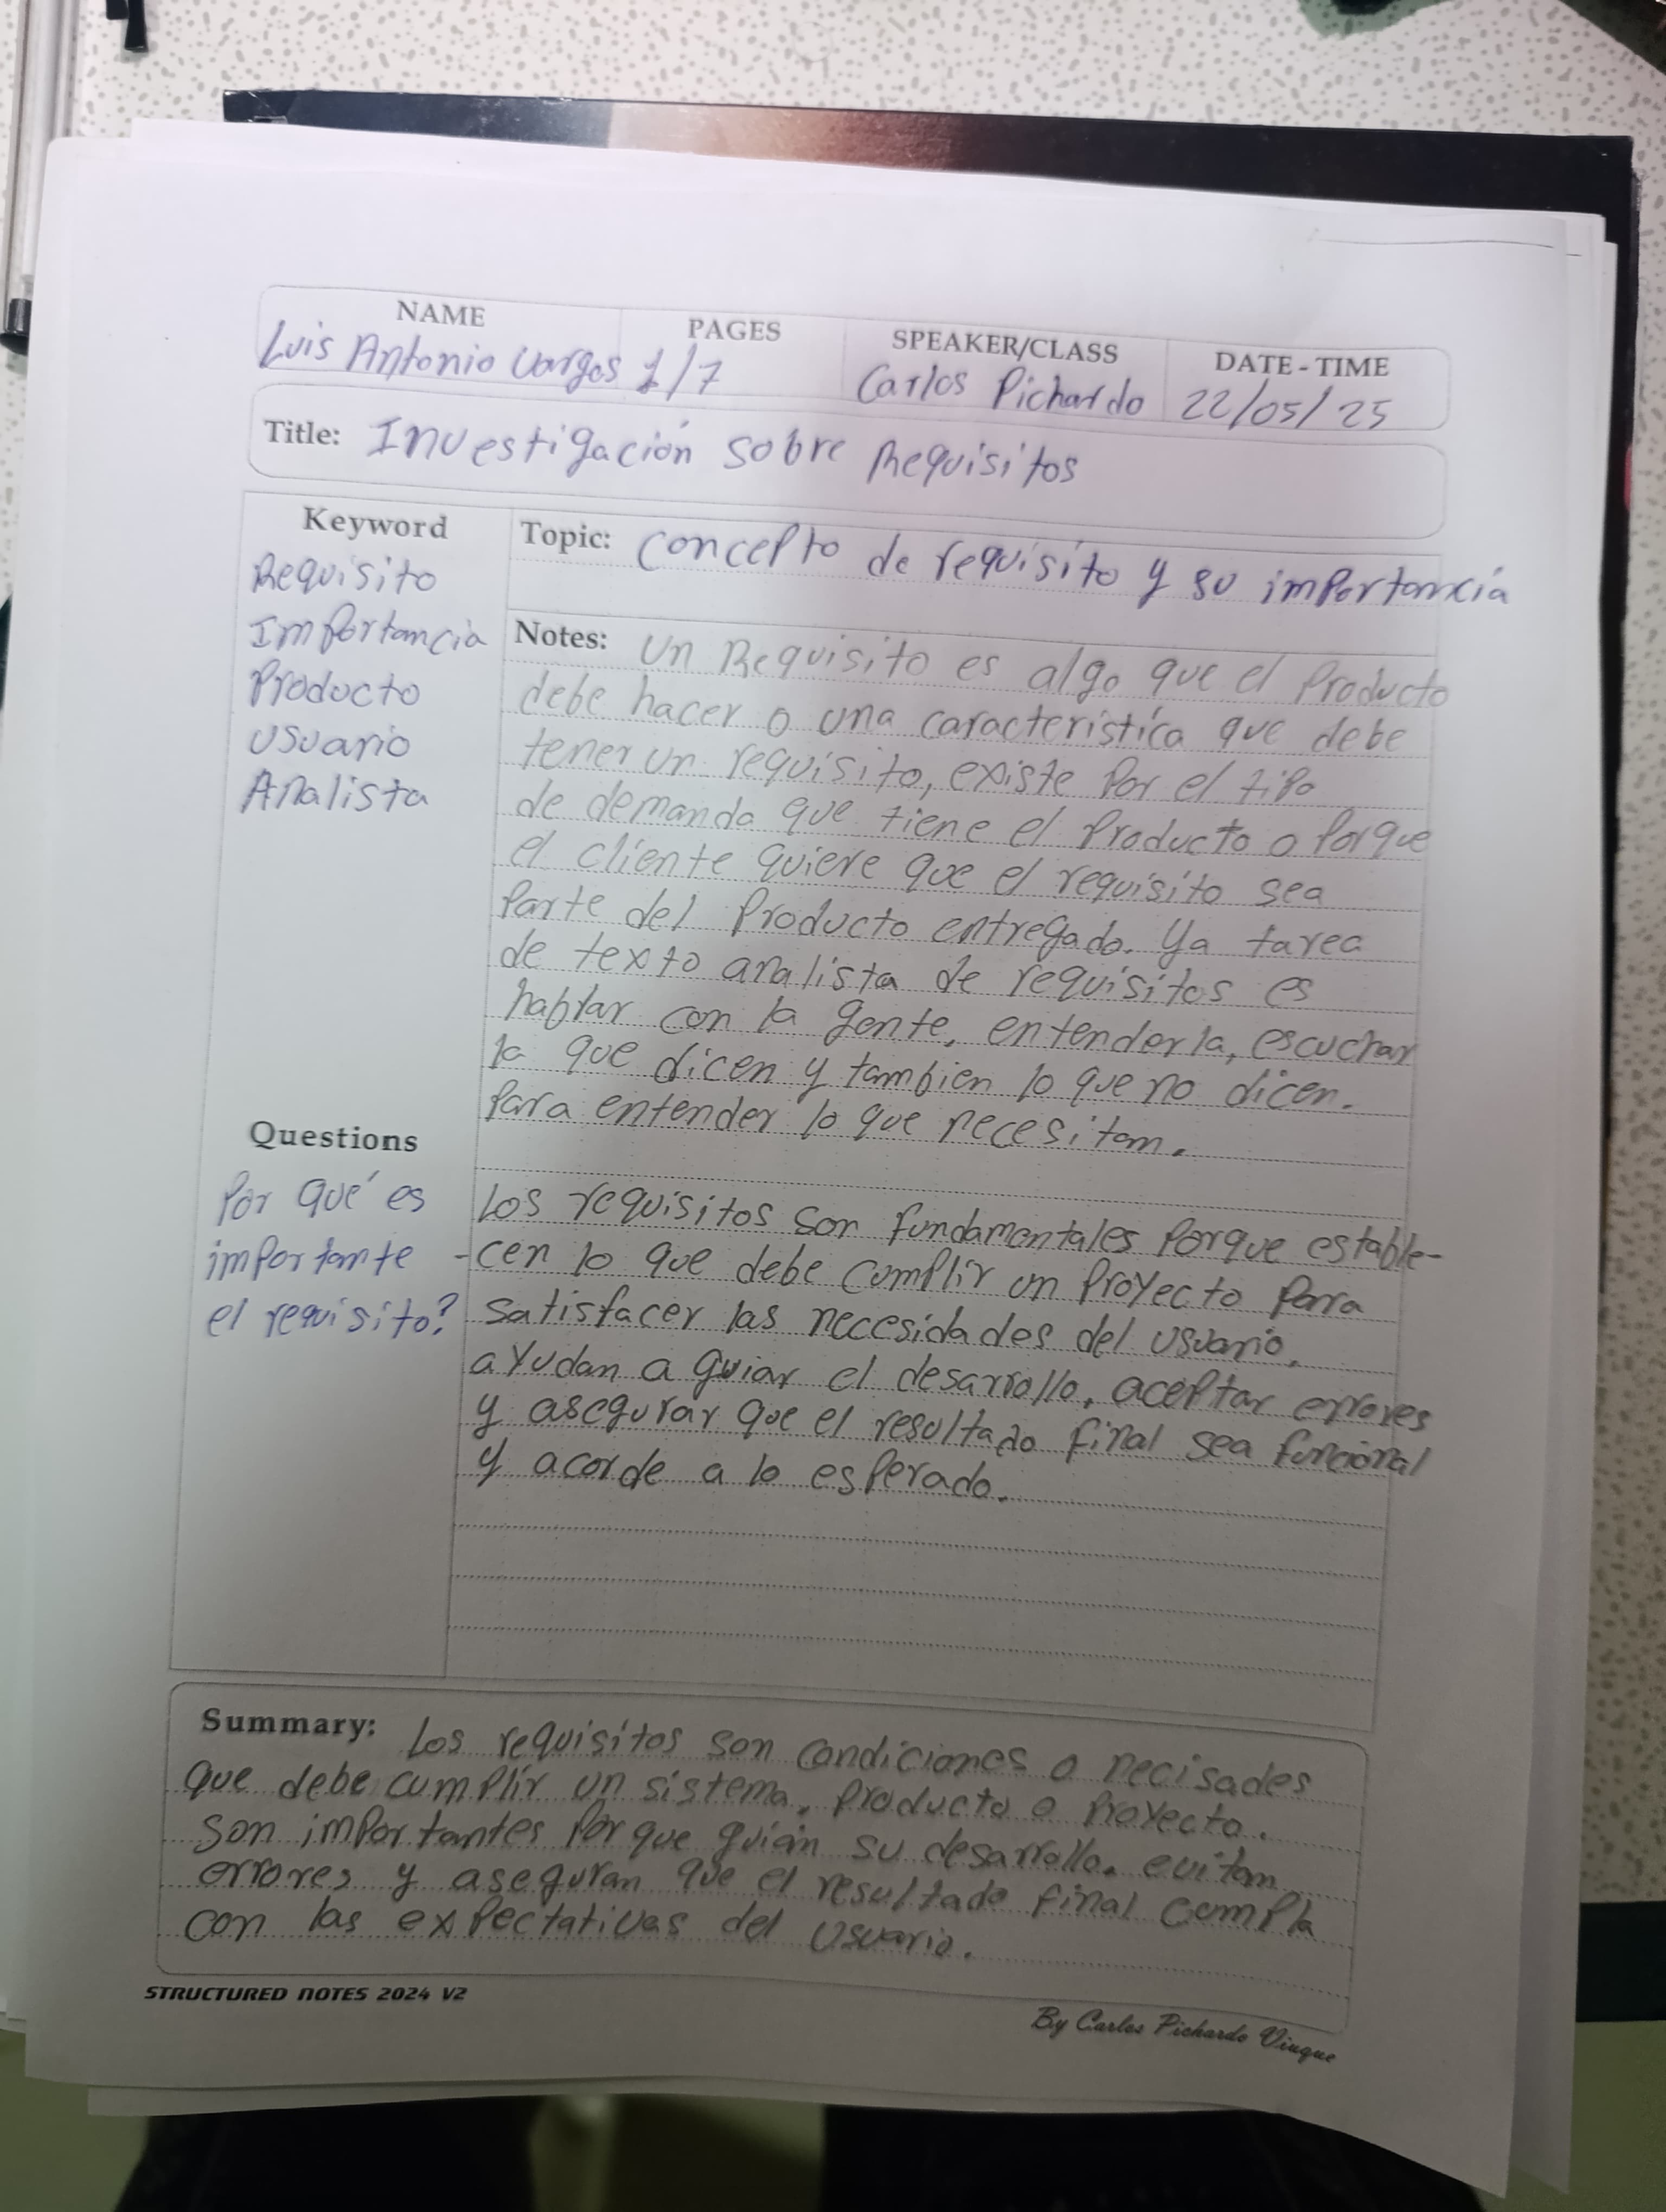 NAME PAGES SPEAKER/CLASS DATE-TIME
Luis Antonio Vargas 1/7 Carlos Pichardo 22/05/25
Title: Investigación sobre Requisitos
Keyword
Requisito
Importancia
Producto
Usuario
Analista
Topic: concepto de requisito y su importancia
Notes: Un Requisito es algo que el Producto
debe hacer o una característica que debe
tener un requisito, existe por el tipo
de demanda que tiene el producto o porque
el cliente quiere que el requisito sea
parte del producto entregado. Ya tarea
de texto analista de requisitos es
hablar con la gente, entenderla, escuchar
lo que dicen y tambien lo que no dicen.
para entender lo que necesitam.
Questions
Por qué es
importante
el requisito?
Los requisitos son fundamentales porque estable-
-cen lo que debe cumplir un proyecto para
satisfacer las necesidades del usuario,
ayudan a guiar el desarrollo, aceptar errores
y asegurar que el resultado final sea funcional
y acorde a lo esperado.
Summary: Los requisitos son condiciones o necisades
que debe cumplir un sistema, producto o proyecto.
son importantes porque guian su desarrollo. evitan
errores y aseguran que el resultado final cumpla
con las expectativas del usuario.
STRUCTURED NOTES 2024 V2
By Carlos Pichardo Viuque